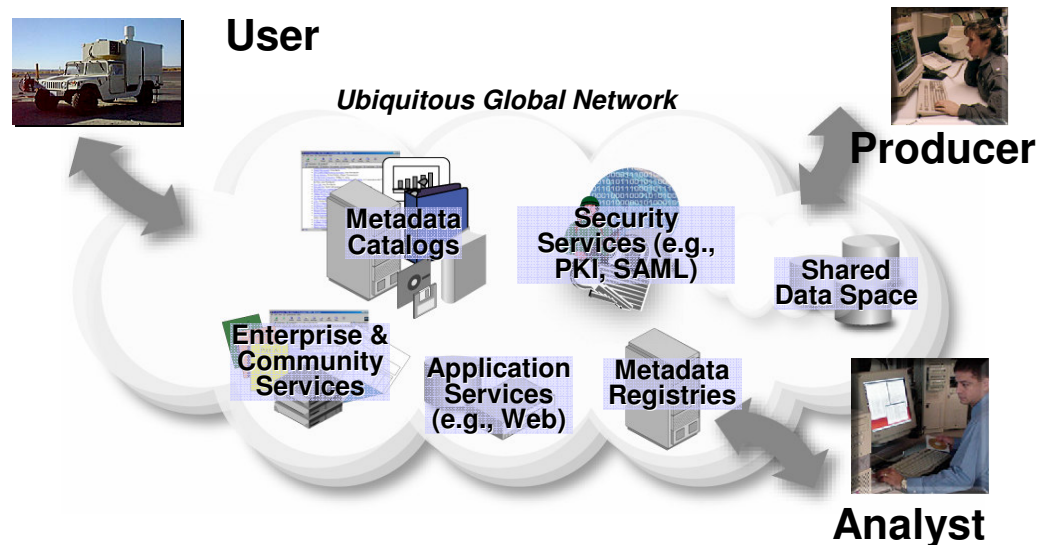 User
Ubiquitous Global Network
Producer
Metadata
Catalogs
Security
Services (e.g.,
PKI, SAML)
Shared
Data Space
Enterprise &
Community
Services
Application
Services
(e.g., Web)
Metadata
Registries
Analyst